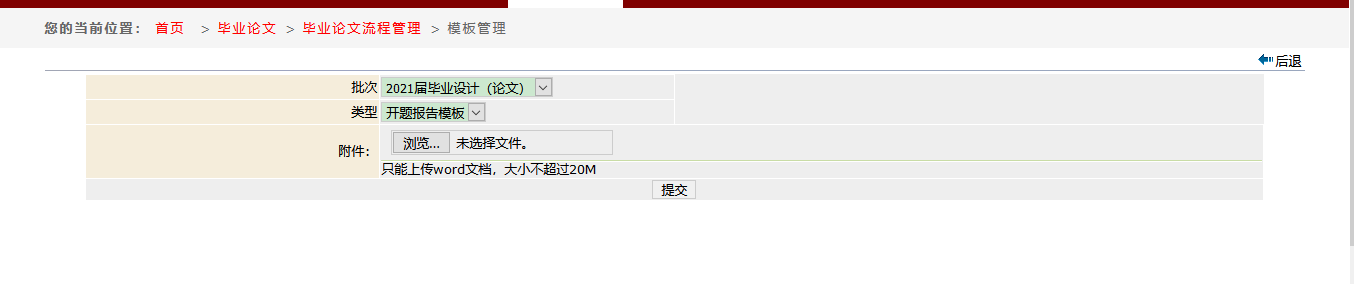 您的当前位置： 首页 > 毕业论文 > 毕业论文流程管理 > 模板管理
后退
批次 2021届毕业设计（论文）
类型 开题报告模板
附件： 浏览... 未选择文件。
只能上传word文档，大小不超过20M
提交